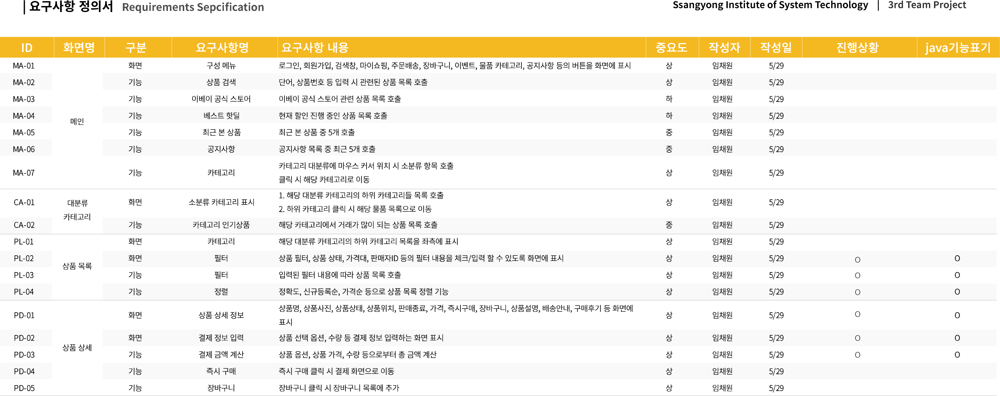 | 요구사항 정의서 Requirements Sepcification
Ssangyong Institute of System Technology | 3rd Team Project
ID 화면명 구분 요구사항명 요구사항 내용 중요도 작성자 작성일 진행상황 java기능표기
MA-01 화면 구성 메뉴 로그인, 회원가입, 검색창, 마이쇼핑, 주문배송, 장바구니, 이벤트, 물품 카테고리, 공지사항 등의 버튼을 화면에 표시 상 임채원 5/29
MA-02 기능 상품 검색 단어, 상품번호 등 입력 시 관련된 상품 목록 호출 상 임채원 5/29
MA-03 기능 이베이 공식 스토어 이베이 공식 스토어 관련 상품 목록 호출 하 임채원 5/29
MA-04 기능 베스트 핫딜 현재 할인 진행 중인 상품 목록 호출 하 임채원 5/29
메인
MA-05 기능 최근 본 상품 최근 본 상품 중 5개 호출 중 임채원 5/29
MA-06 기능 공지사항 공지사항 목록 중 최근 5개 호출 중 임채원 5/29
카테고리 대분류에 마우스 커서 위치 시 소분류 항목 호출
MA-07 기능 카테고리 상 임채원 5/29
클릭 시 해당 카테고리로 이동
1. 해당 대분류 카테고리의 하위 카테고리들 목록 호출
CA-01 대분류 화면 소분류 카테고리 표시 상 임채원 5/29
2. 하위 카테고리 클릭 시 해당 물품 목록으로 이동
카테고리
CA-02 기능 카테고리 인기상품 해당 카테고리에서 거래가 많이 되는 상품 목록 호출 중 임채원 5/29
PL-01 화면 카테고리 해당 대분류 카테고리의 하위 카테고리 목록을 좌측에 표시 상 임채원 5/29
PL-02 화면 필터 상품 필터, 상품 상태, 가격대, 판매자ID 등의 필터 내용을 체크/입력 할 수 있도록 화면에 표시 상 임채원 5/29 O O
상품 목록
PL-03 기능 필터 입력된 필터 내용에 따라 상품 목록 호출 상 임채원 5/29 O O
PL-04 기능 정렬 정확도, 신규등록순, 가격순 등으로 상품 목록 정렬 기능 상 임채원 5/29 O O
상품명, 상품사진, 상품상태, 상품위치, 판매종료, 가격, 즉시구매, 장바구니, 상품설명, 배송안내, 구매후기 등 화면에
PD-01 화면 상품 상세 정보 상 임채원 5/29 O O
표시
PD-02 화면 결제 정보 입력 상품 선택 옵션, 수량 등 결제 정보 입력하는 화면 표시 상 임채원 5/29 O O
상품 상세
PD-03 기능 결제 금액 계산 상품 옵션, 상품 가격, 수량 등으로부터 총 금액 계산 상 임채원 5/29 O O
PD-04 기능 즉시 구매 즉시 구매 클릭 시 결제 화면으로 이동 상 임채원 5/29
PD-05 기능 장바구니 장바구니 클릭 시 장바구니 목록에 추가 상 임채원 5/29